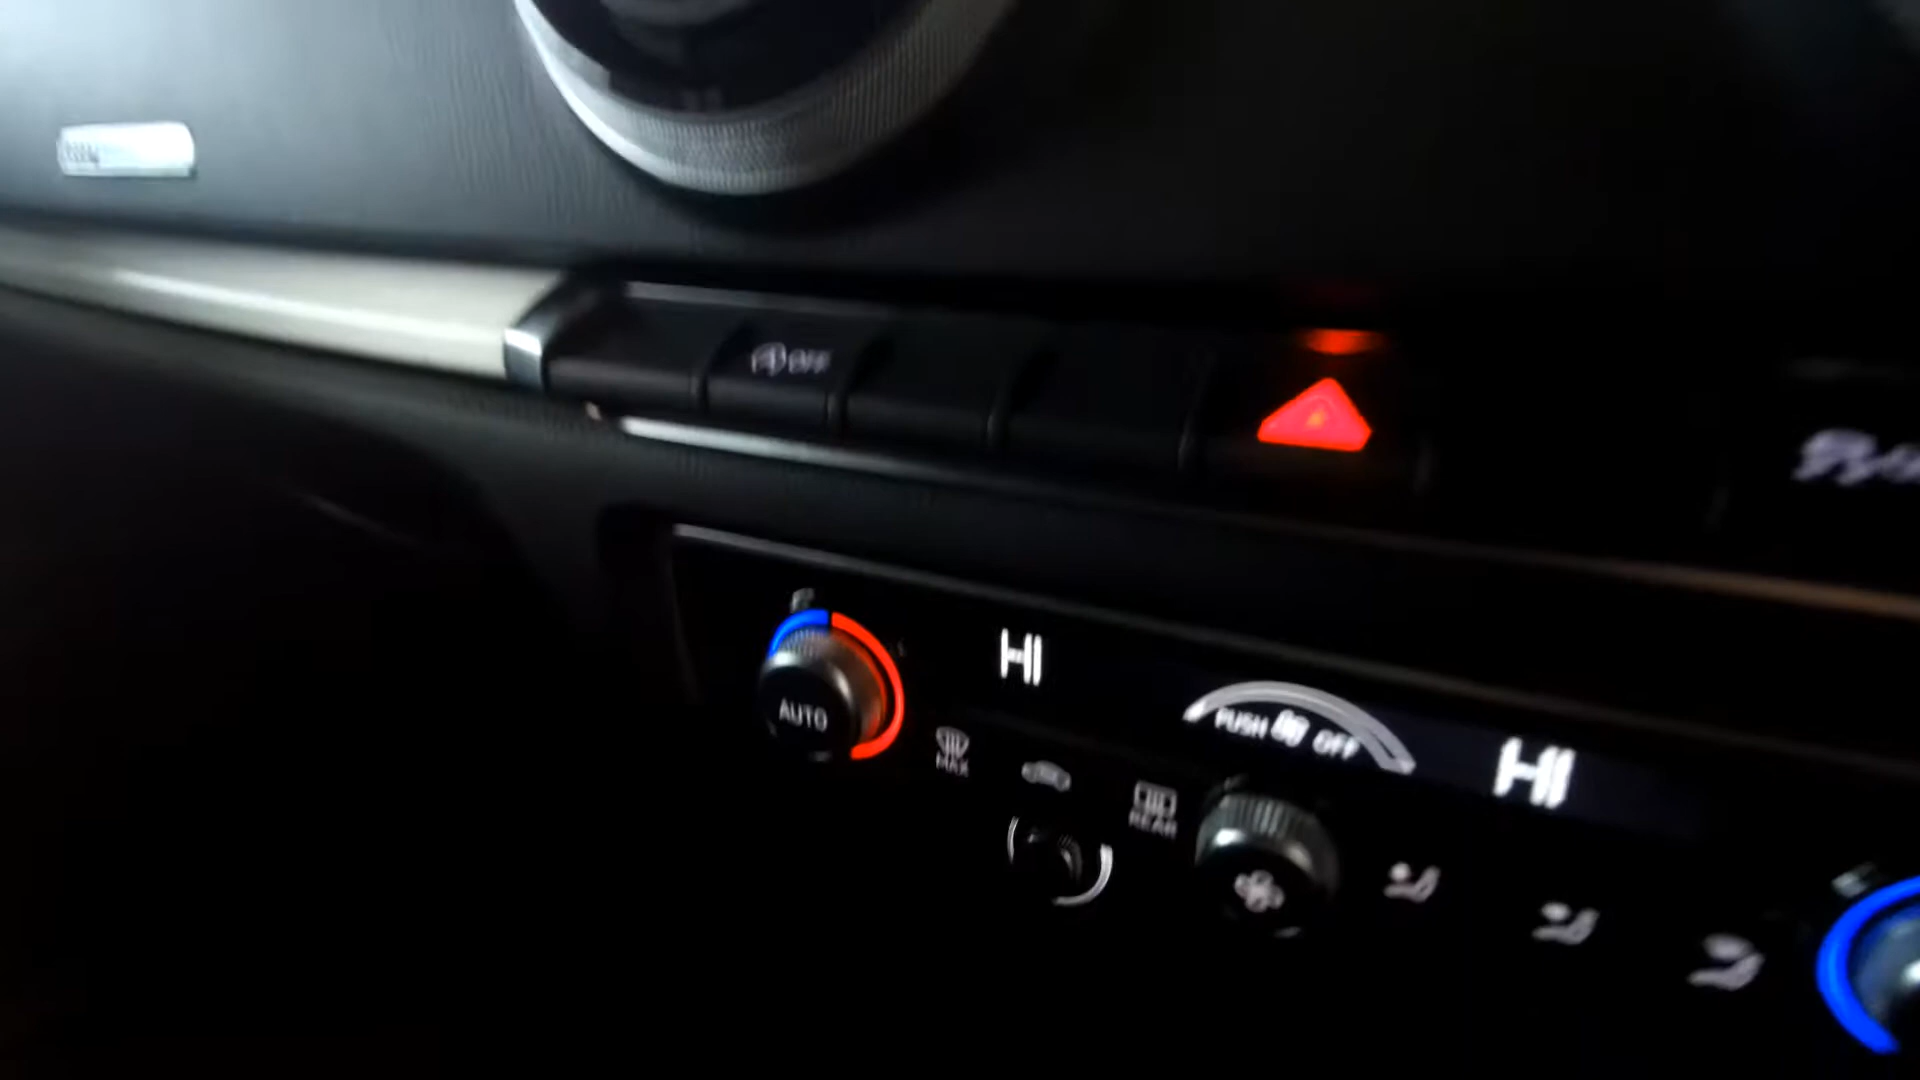 OFF
HI
PUSH OFF
HI
AUTO
MAX
REAR